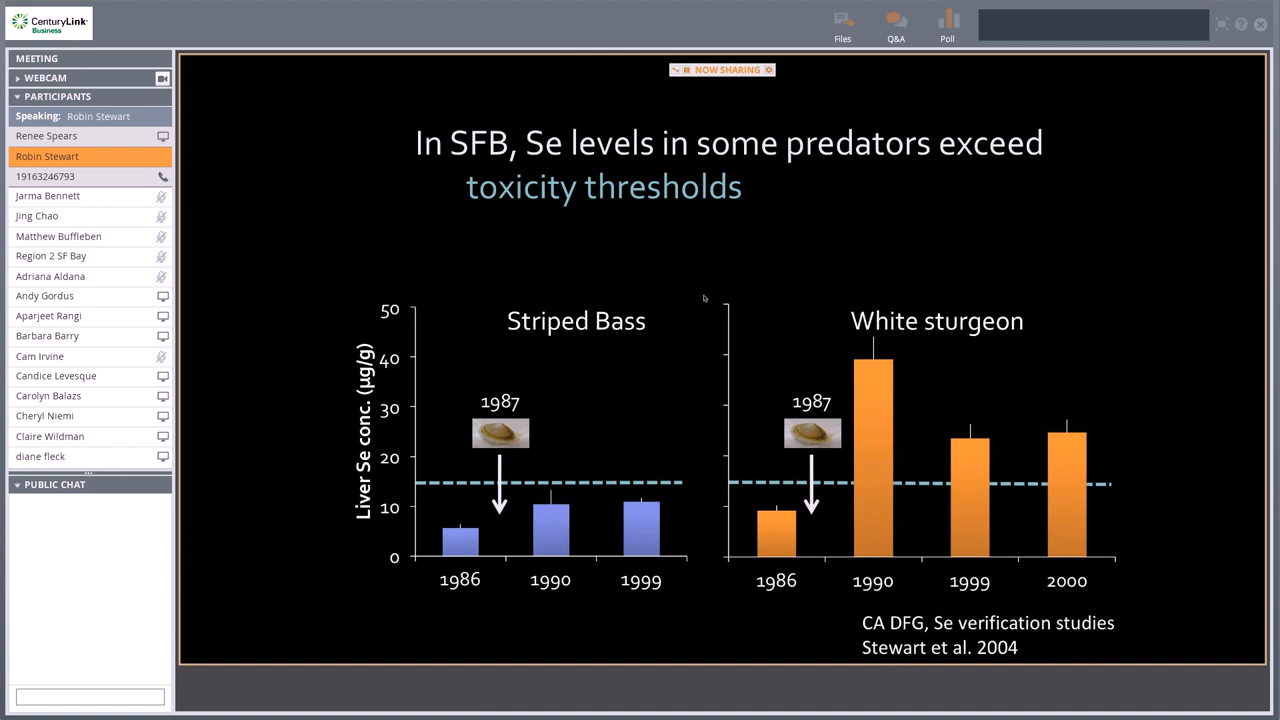 CenturyLink
Business
Files
Q&A
Poll
MEETING
WEBCAM
PARTICIPANTS
Speaking: Robin Stewart
Renee Spears
Robin Stewart
19163246793
Jarma Bennett
Jing Chao
Matthew Buffleben
Region 2 SF Bay
Adriana Aldana
Andy Gordus
Aparjeet Rangi
Barbara Barry
Cam Irvine
Candice Levesque
Carolyn Balazs
Cheryl Niemi
Claire Wildman
diane fleck
PUBLIC CHAT
NOW SHARING
In SFB, Se levels in some predators exceed
toxicity thresholds
Liver Se conc. (µg/g)
50
40
30
20
10
0
Striped Bass
1987
1986 1990 1999
White sturgeon
1987
1986 1990 1999 2000
CA DFG, Se verification studies
Stewart et al. 2004